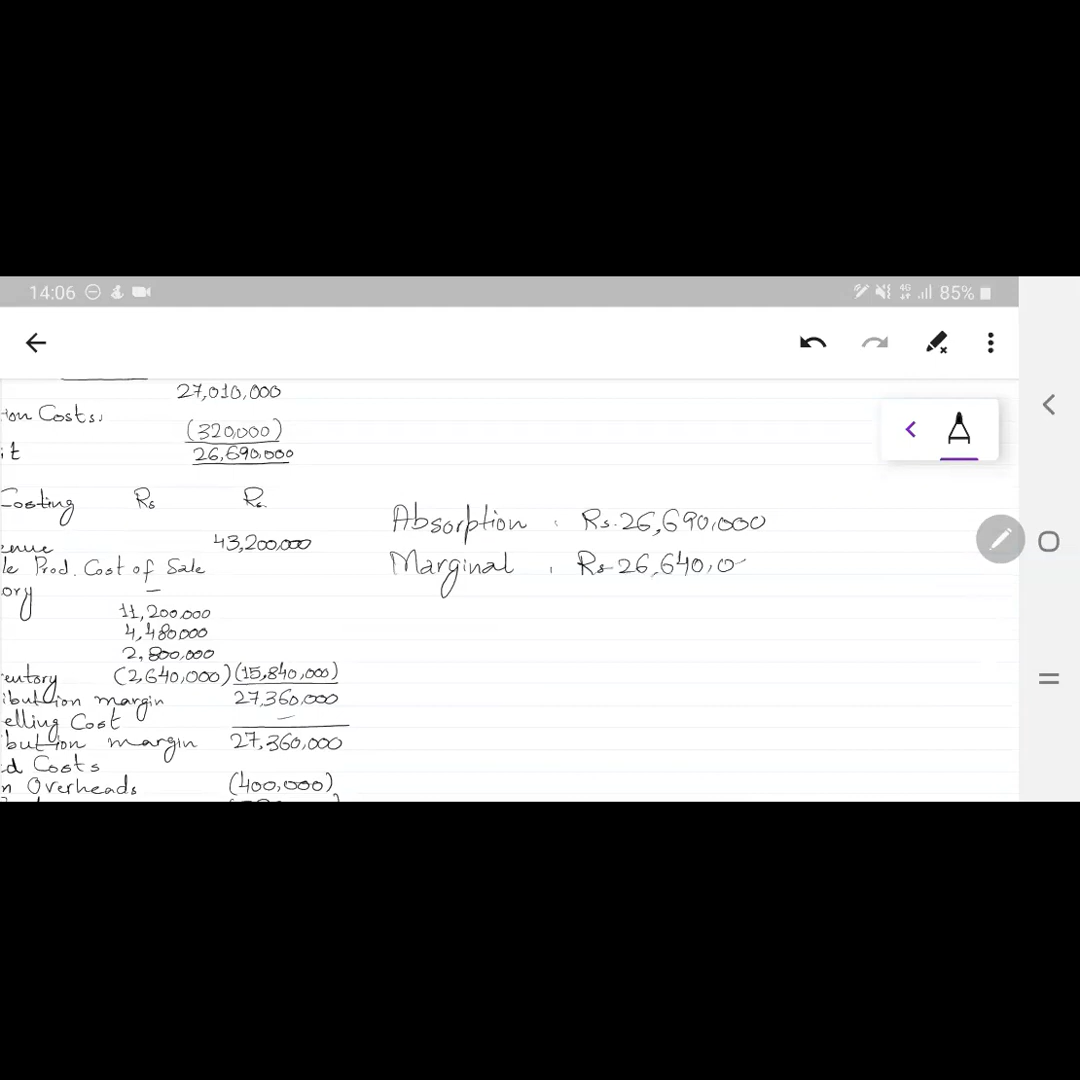 14:06 4G 85%
27,010,000
ion Costs:
(320,000)
it 26,690,000
Costing Rs Rs.
enue 43,200,000
le Prod. Cost of Sale
ory —
11,200,000
4,480,000
2,800,000
entory (2,640,000) (15,840,000)
ibution margin 27,360,000
elling Cost —
bution margin 27,360,000
d Costs
n Overheads (400,000)
Absorption : Rs. 26,690,000
Marginal : Rs 26,640,0